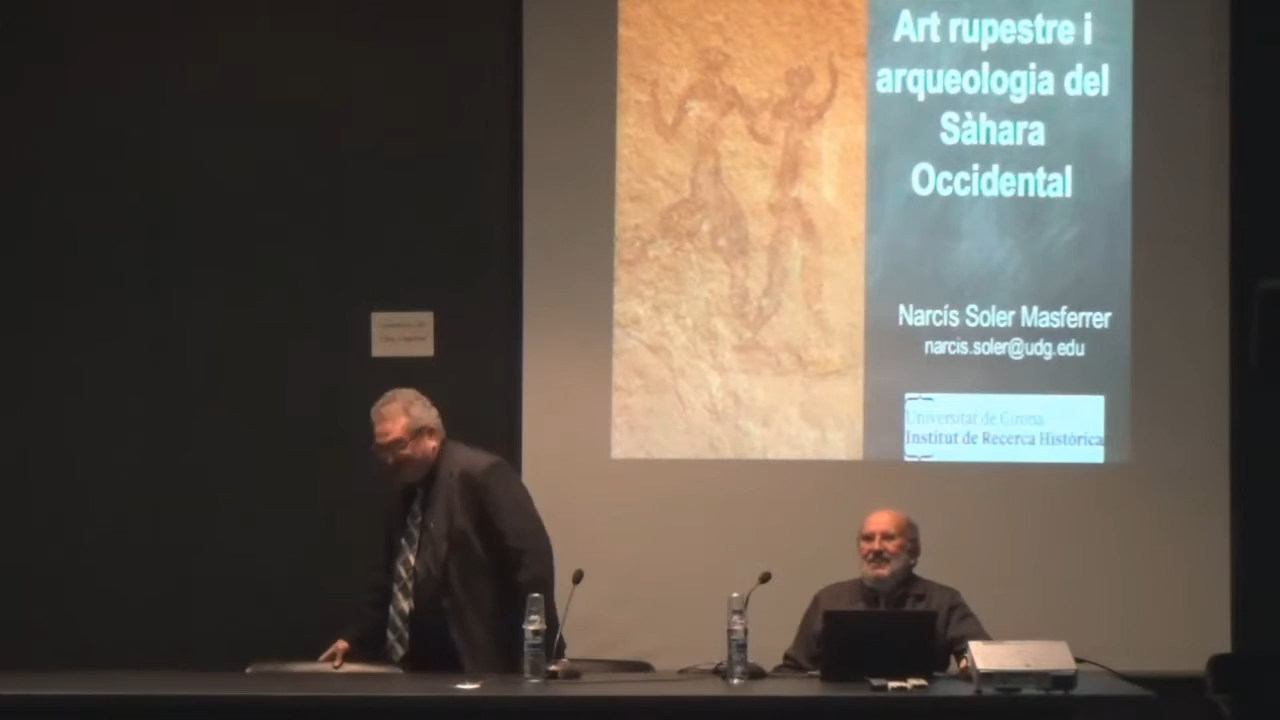 Art rupestre i
arqueologia del
Sàhara
Occidental
Narcís Soler Masferrer
narcis.soler@udg.edu
Universitat de Girona
Institut de Recerca Històrica